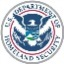 U.S. DEPARTMENT OF
HOMELAND SECURITY